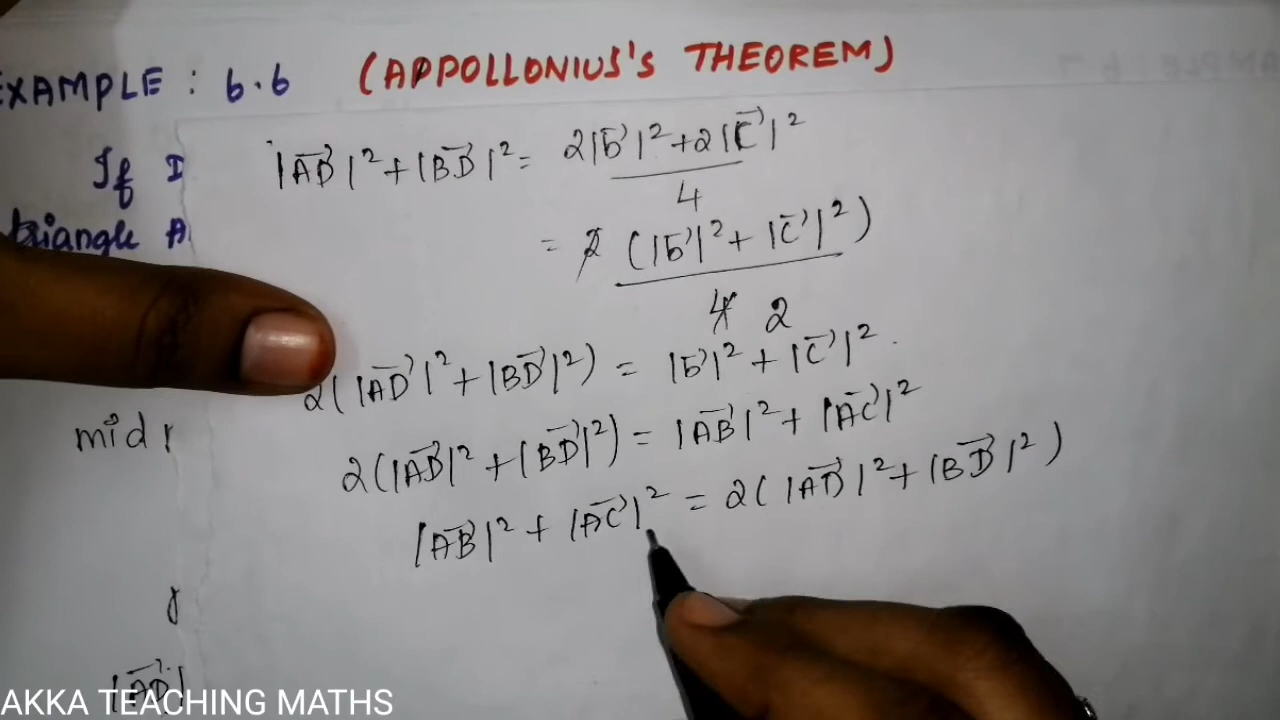 EXAMPLE : 6.6 (APPOLLONIUS'S THEOREM)
If D
triangle A
|AD⃗|² + |BD⃗|² = 2|b⃗|² + 2|c⃗|² / 4
= 2 (|b⃗|² + |c⃗|²) / 4 2
2(|AD⃗|² + |BD⃗|²) = |b⃗|² + |c⃗|².
mid
2(|AD⃗|² + |BD⃗|²) = |AB⃗|² + |AC⃗|²
|AB⃗|² + |AC⃗|² = 2(|AD⃗|² + |BD⃗|²)
|AD⃗|
AKKA TEACHING MATHS